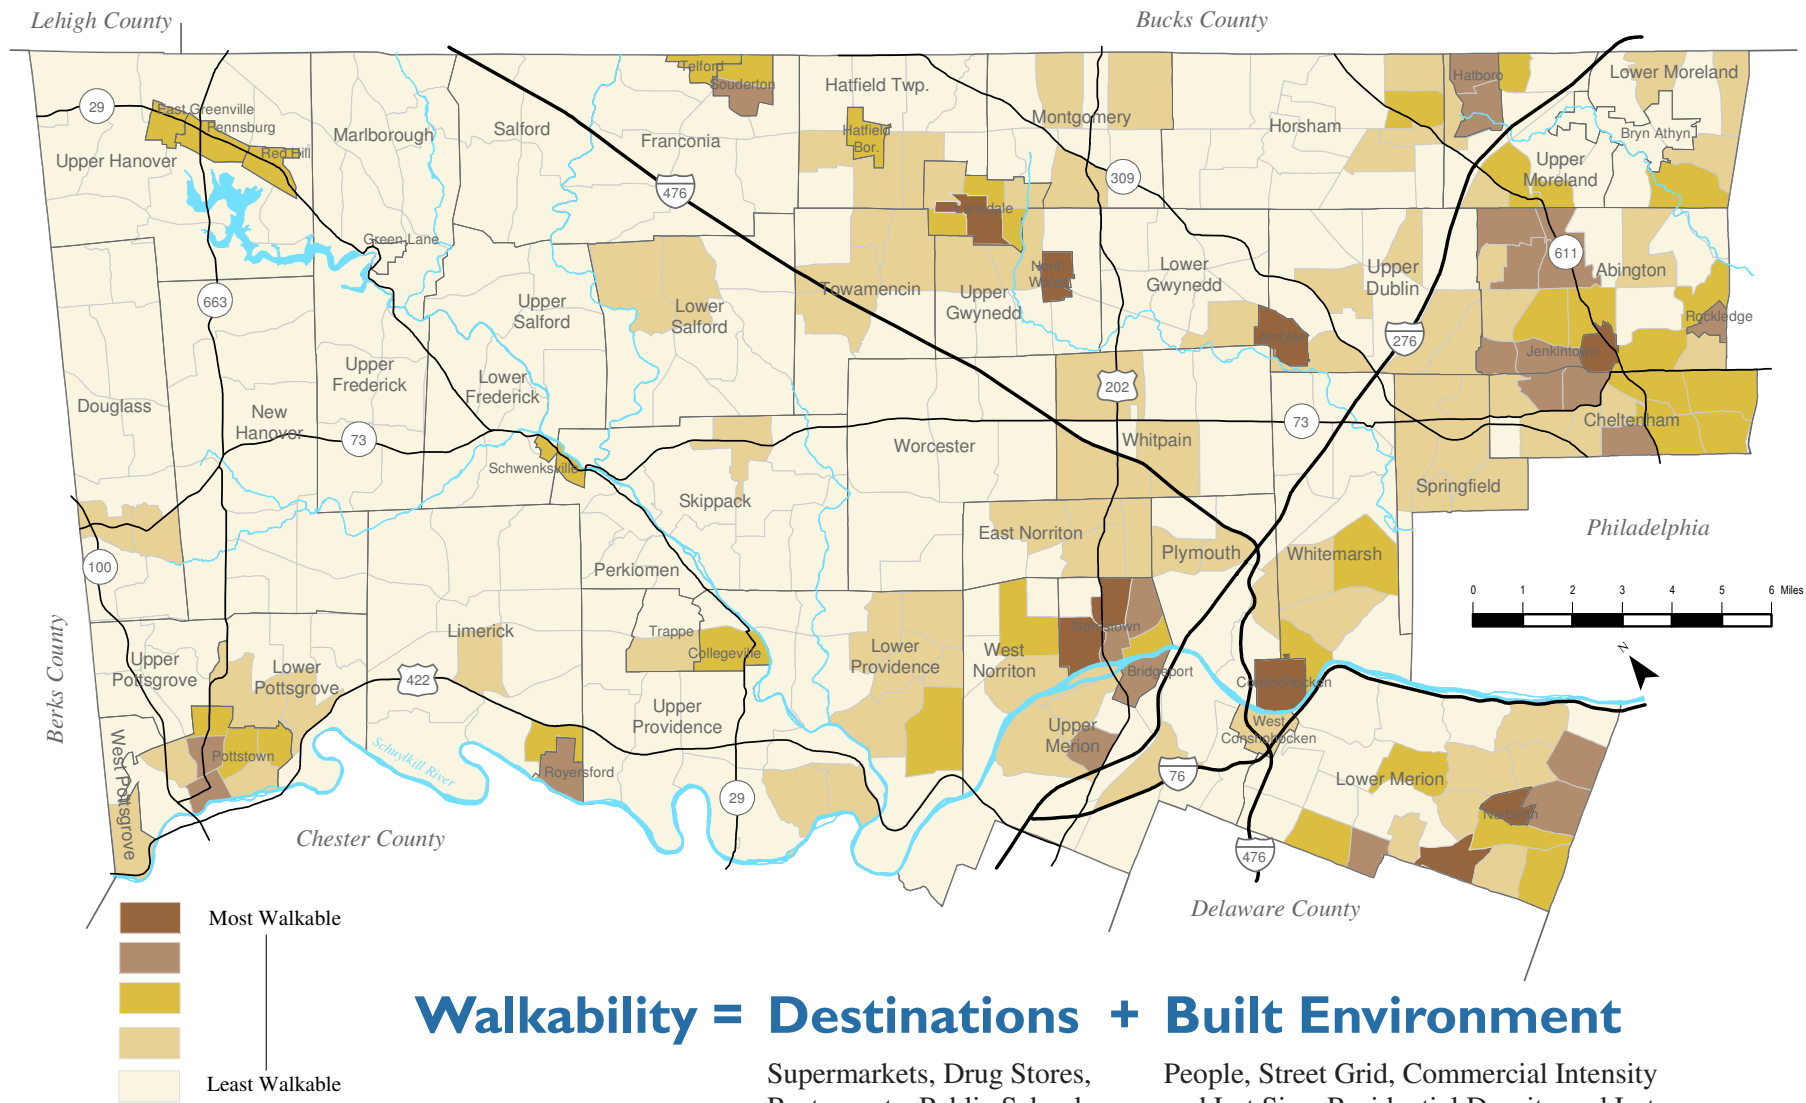 Lehigh County
Bucks County
Telford
Souderton
Hatfield Twp.
Hatboro
Lower Moreland
29
East Greenville
Pennsburg
Red Hill
Upper Hanover
Marlborough
Salford
Franconia
Hatfield
Bor.
Montgomery
Horsham
Bryn Athyn
Upper
Moreland
476
309
Lansdale
Green Lane
663
Upper
Salford
Lower
Salford
Towamencin
Upper
Gwynedd
North
Wales
Lower
Gwynedd
Upper
Dublin
611
Abington
Rockledge
Ambler
276
Jenkintown
Upper
Frederick
Lower
Frederick
202
Douglass
New
Hanover
73
Schwenksville
Worcester
Whitpain
73
Cheltenham
Skippack
Springfield
Philadelphia
East Norriton
Plymouth
Whitemarsh
100
Perkiomen
0 1 2 3 4 5 6 Miles
Berks County
Upper
Pottsgrove
Lower
Pottsgrove
Limerick
Trappe
Collegeville
Lower
Providence
West
Norriton
Norristown
Bridgeport
Conshohocken
N
422
Upper
Providence
Upper
Merion
West
Conshohocken
West Pottsgrove
Pottstown
Schuylkill River
Royersford
29
76
Lower Merion
Narberth
476
Chester County
Delaware County
Most Walkable
Least Walkable
Walkability = Destinations + Built Environment
Supermarkets, Drug Stores,
People, Street Grid, Commercial Intensity